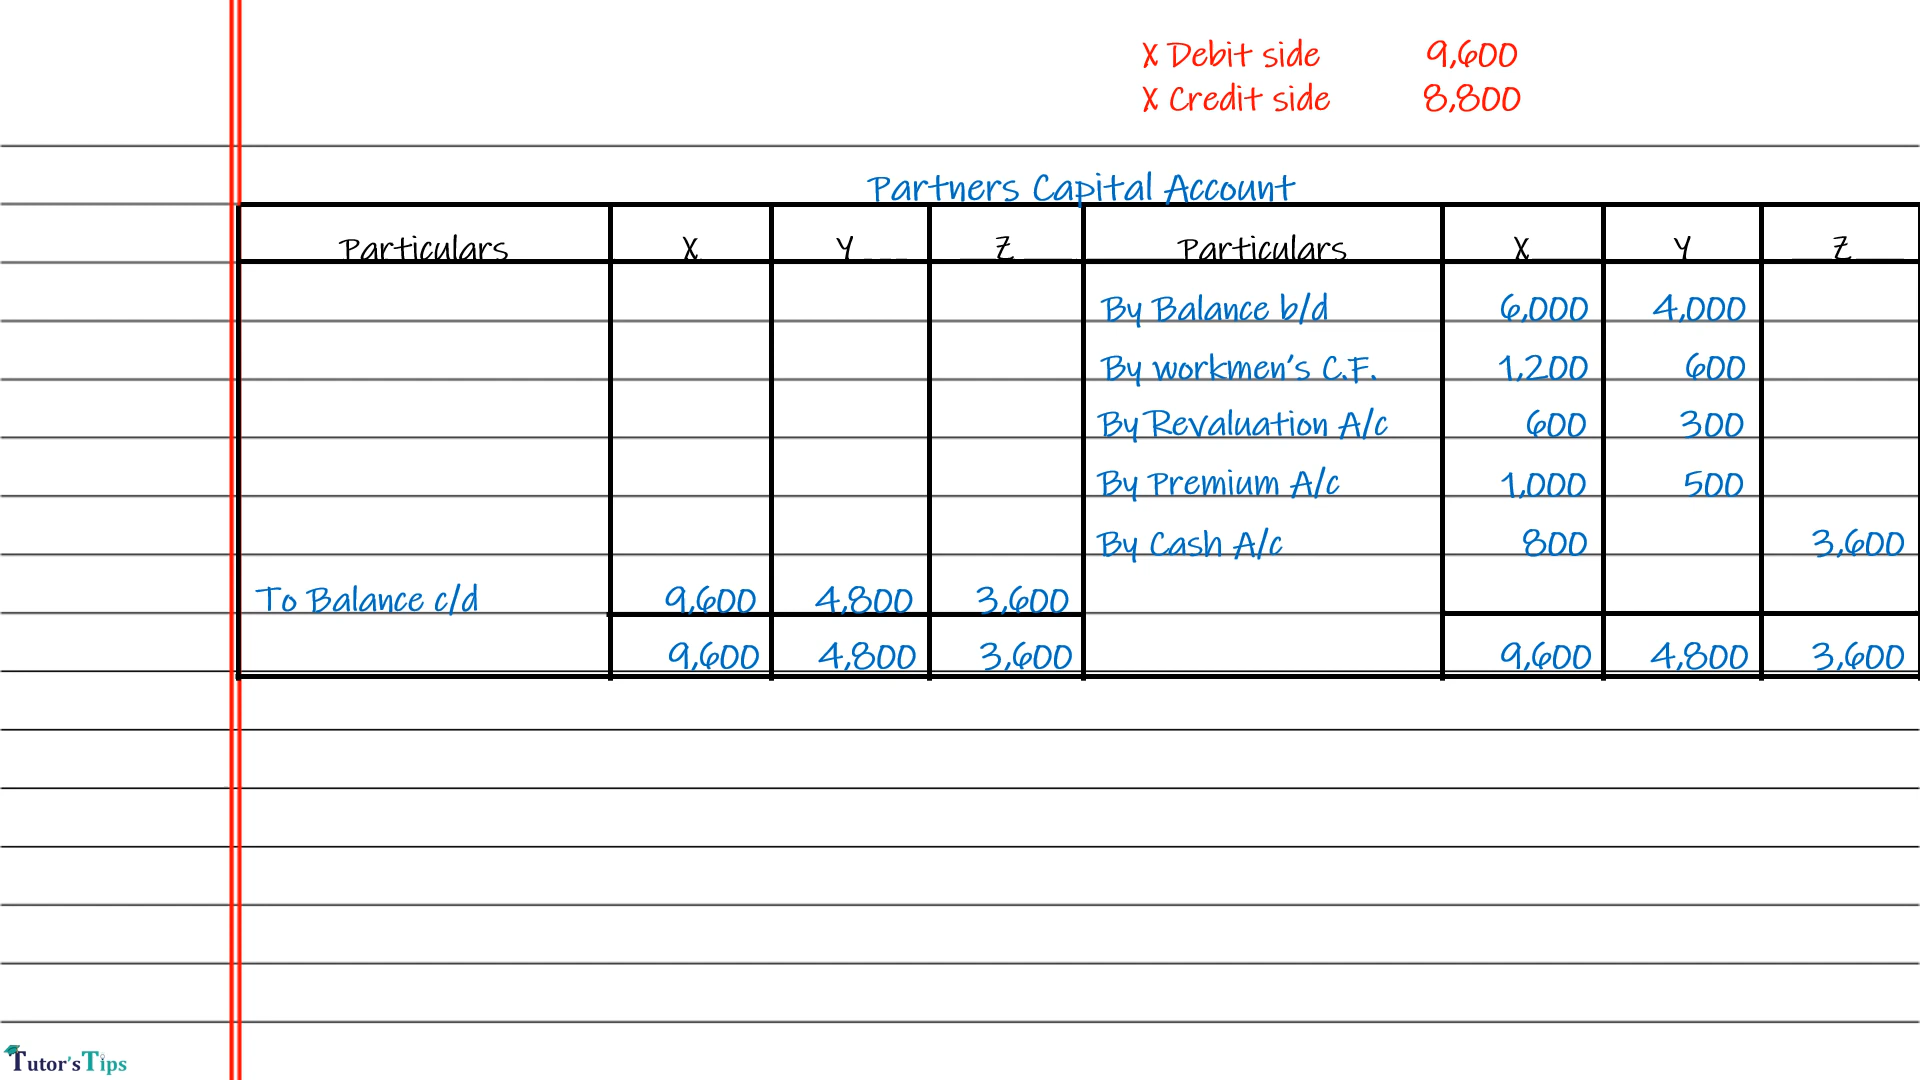 X Debit side 9,600
X Credit side 8,800
Partners Capital Account
Particulars X Y Z Particulars X Y Z
By Balance b/d 6,000 4,000
By workmen's C.F. 1,200 600
By Revaluation A/c 600 300
By Premium A/c 1,000 500
By Cash A/c 800 3,600
To Balance c/d 9,600 4,800 3,600
9,600 4,800 3,600 9,600 4,800 3,600
Tutor'sTips